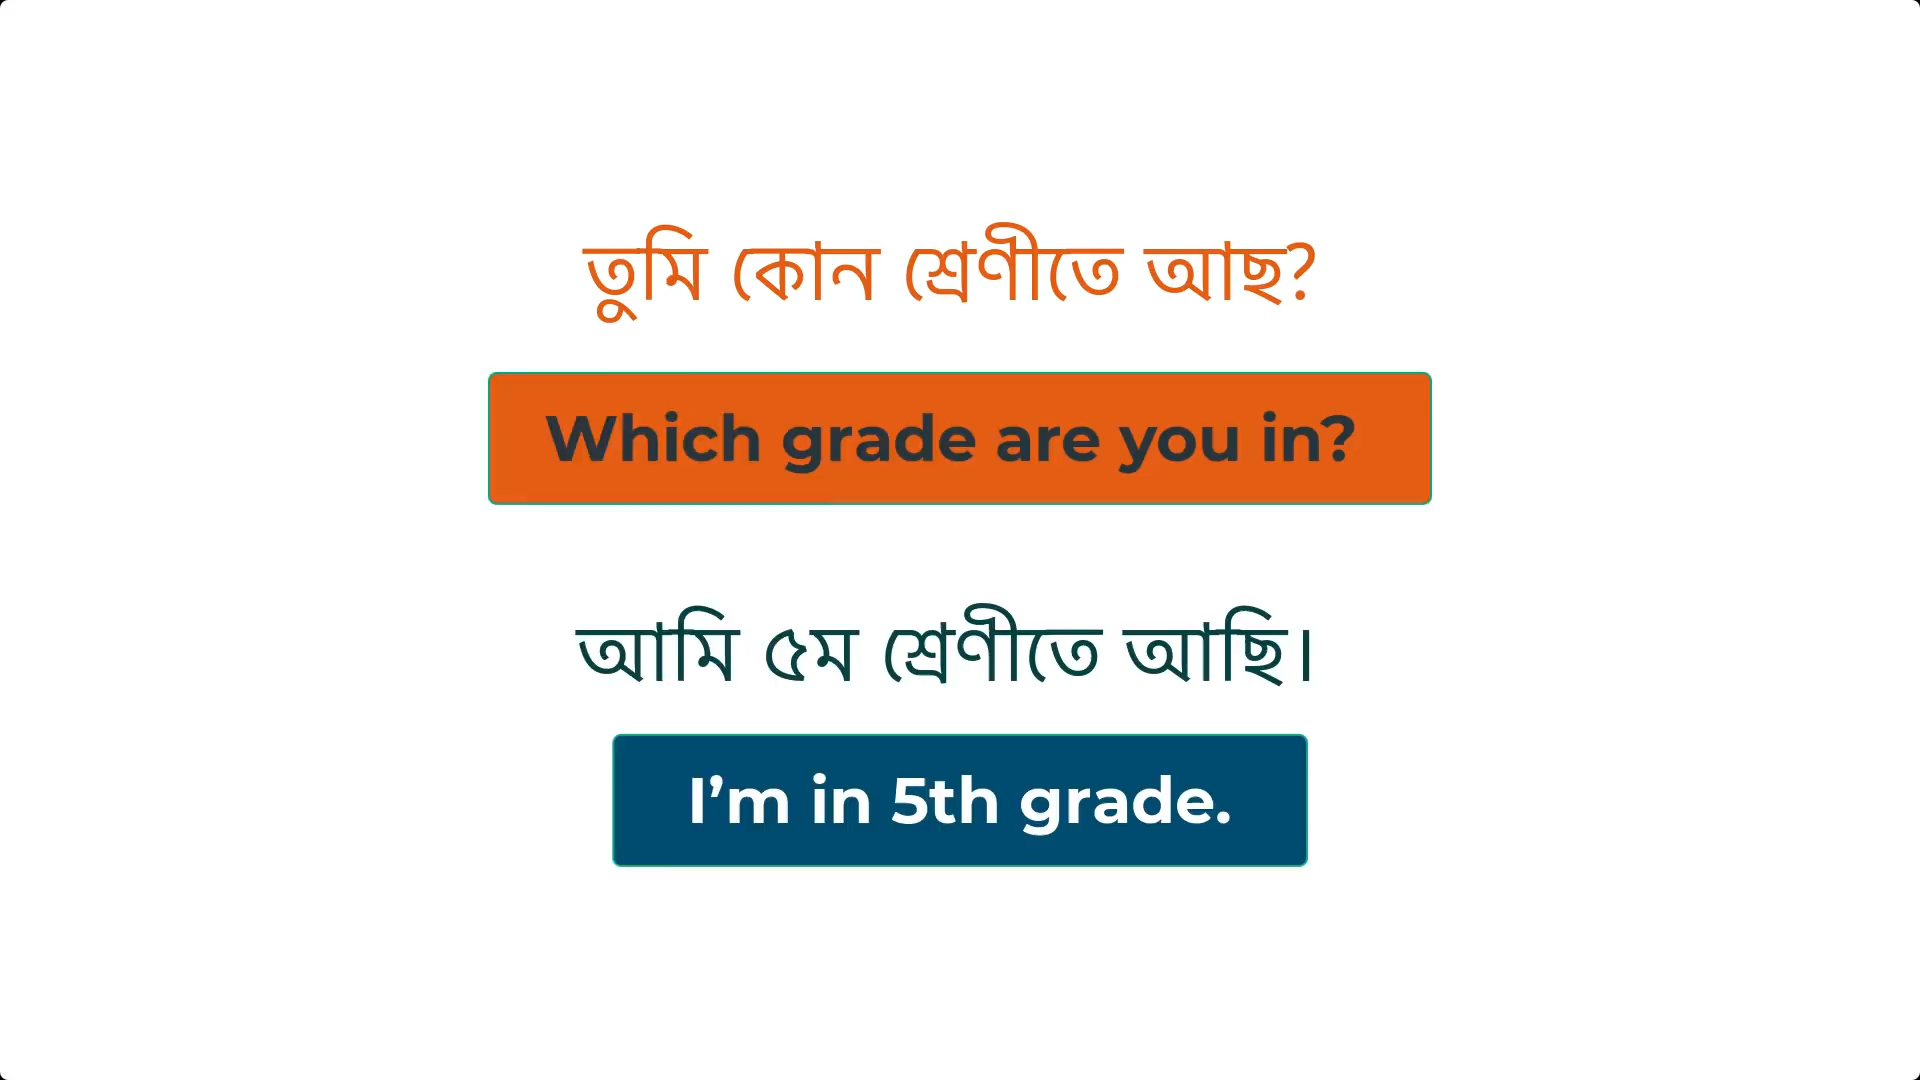 তুমি কোন শ্রেণীতে আছ?
Which grade are you in?
আমি ৫ম শ্রেণীতে আছি।
I’m in 5th grade.